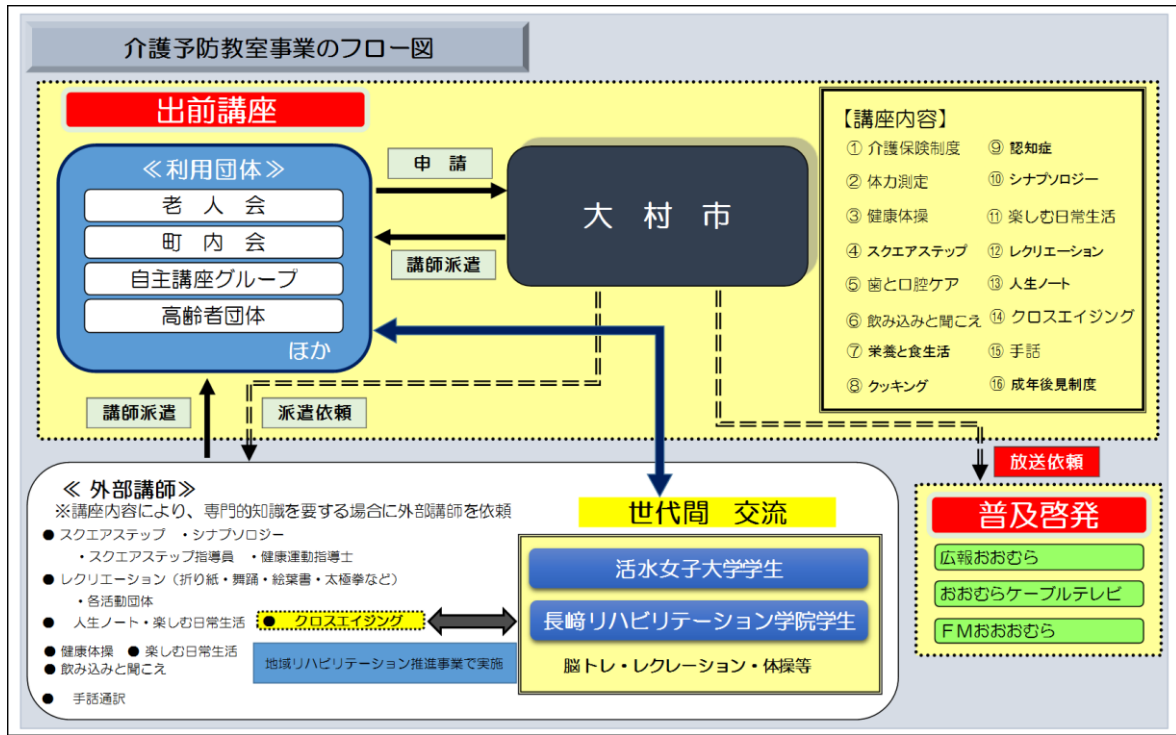 介護予防教室事業のフロー図
出前講座
≪利用団体≫
老 人 会
町 内 会
自主講座グループ
高齢者団体
ほか
申 請
講師派遣
大 村 市
【講座内容】
① 介護保険制度
② 体力測定
③ 健康体操
④ スクエアステップ
⑤ 歯と口腔ケア
⑥ 飲み込みと聞こえ
⑦ 栄養と食生活
⑧ クッキング
⑨ 認知症
⑩ シナプソロジー
⑪ 楽しむ日常生活
⑫ レクリエーション
⑬ 人生ノート
⑭ クロスエイジング
⑮ 手話
⑯ 成年後見制度
講師派遣
派遣依頼
≪ 外部講師≫
※講座内容により、専門的知識を要する場合に外部講師を依頼
● スクエアステップ ・シナプソロジー
・スクエアステップ指導員 ・健康運動指導士
● レクリエーション（折り紙・舞踊・絵葉書・太極拳など）
・各活動団体
● 人生ノート・楽しむ日常生活
● クロスエイジング
● 健康体操 ● 楽しむ日常生活
● 飲み込みと聞こえ
地域リハビリテーション推進事業で実施
● 手話通訳
世代間 交流
活水女子大学学生
長崎リハビリテーション学院学生
脳トレ・レクレーション・体操等
放送依頼
普及啓発
広報おおむら
おおむらケーブルテレビ
ＦＭおおおむら